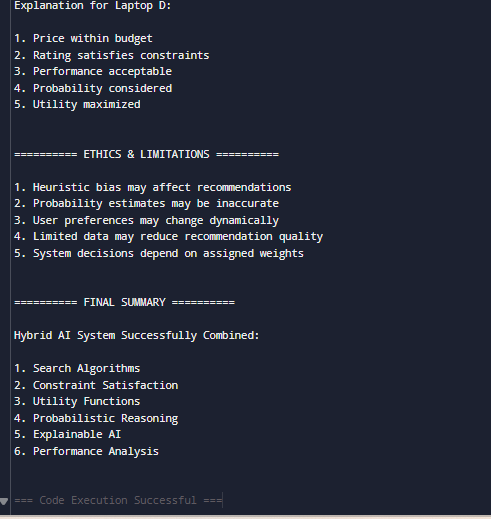 Explanation for Laptop D:
1. Price within budget
2. Rating satisfies constraints
3. Performance acceptable
4. Probability considered
5. Utility maximized
========== ETHICS & LIMITATIONS ==========
1. Heuristic bias may affect recommendations
2. Probability estimates may be inaccurate
3. User preferences may change dynamically
4. Limited data may reduce recommendation quality
5. System decisions depend on assigned weights
========== FINAL SUMMARY ==========
Hybrid AI System Successfully Combined:
1. Search Algorithms
2. Constraint Satisfaction
3. Utility Functions
4. Probabilistic Reasoning
5. Explainable AI
6. Performance Analysis
=== Code Execution Successful ===